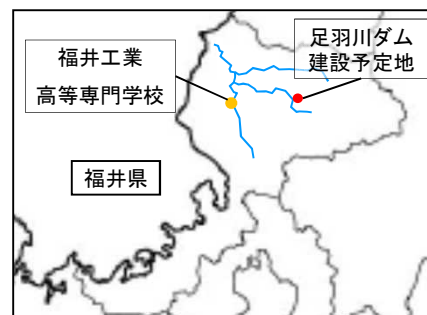 福井工業
高等専門学校
足羽川ダム
建設予定地
福井県